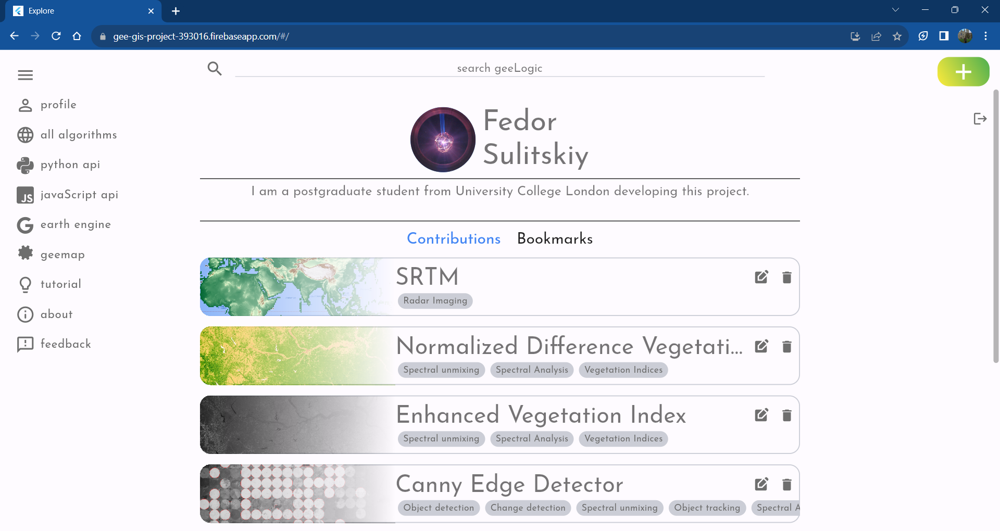 Explore
gee-gis-project-393016.firebaseapp.com/#/
search geeLogic
profile
all algorithms
python api
JS
javaScript api
earth engine
geemap
tutorial
about
feedback
Fedor
Sulitskiy
I am a postgraduate student from University College London developing this project.
Contributions Bookmarks
SRTM
Radar Imaging
Normalized Difference Vegetati...
Spectral unmixing Spectral Analysis Vegetation Indices
Enhanced Vegetation Index
Spectral unmixing Spectral Analysis Vegetation Indices
Canny Edge Detector
Object detection Change detection Spectral unmixing Object tracking Spectral A